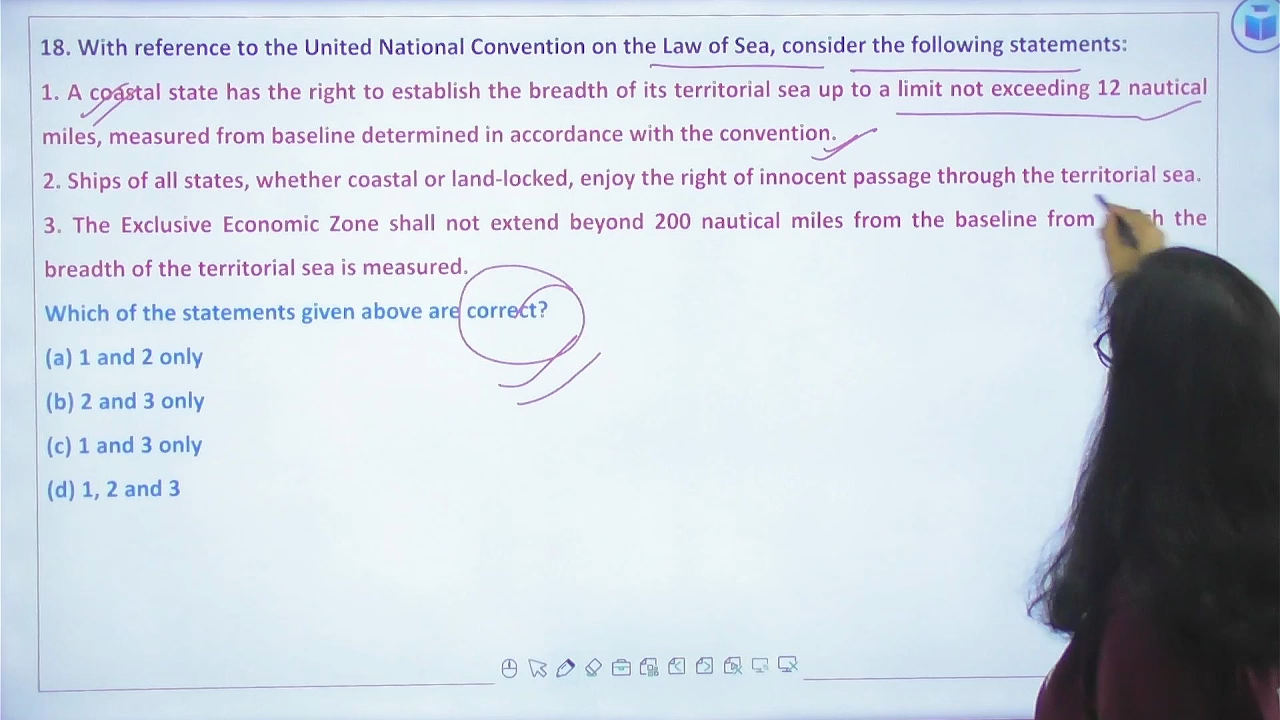 18. With reference to the United National Convention on the Law of Sea, consider the following statements:
1. A coastal state has the right to establish the breadth of its territorial sea up to a limit not exceeding 12 nautical
miles, measured from baseline determined in accordance with the convention.
2. Ships of all states, whether coastal or land-locked, enjoy the right of innocent passage through the territorial sea.
3. The Exclusive Economic Zone shall not extend beyond 200 nautical miles from the baseline from the
breadth of the territorial sea is measured.
Which of the statements given above are correct?
(a) 1 and 2 only
(b) 2 and 3 only
(c) 1 and 3 only
(d) 1, 2 and 3